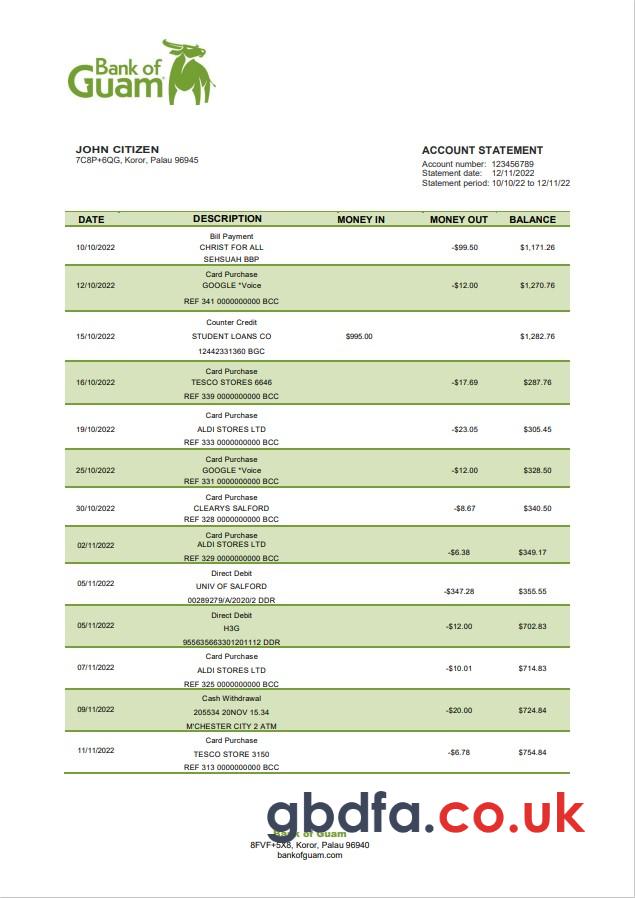 Bank of
Guam
JOHN CITIZEN
7C8P+6QG, Koror, Palau 96945
ACCOUNT STATEMENT
Account number: 123456789
Statement date: 12/11/2022
Statement period: 10/10/22 to 12/11/22
DATE DESCRIPTION MONEY IN MONEY OUT BALANCE
Bill Payment
10/10/2022 CHRIST FOR ALL -$99.50 $1,171.26
SEHSUAH BBP
Card Purchase
12/10/2022 GOOGLE *Voice -$12.00 $1,270.76
REF 341 0000000000 BCC
Counter Credit
15/10/2022 STUDENT LOANS CO $995.00 $1,282.76
12442331360 BGC
Card Purchase
16/10/2022 TESCO STORES 6646 -$17.69 $287.76
REF 339 0000000000 BCC
Card Purchase
19/10/2022 ALDI STORES LTD -$23.05 $305.45
REF 333 0000000000 BCC
Card Purchase
25/10/2022 GOOGLE *Voice -$12.00 $328.50
REF 331 0000000000 BCC
Card Purchase
30/10/2022 CLEARYS SALFORD -$8.67 $340.50
REF 328 0000000000 BCC
Card Purchase
02/11/2022 ALDI STORES LTD -$6.38 $349.17
REF 329 0000000000 BCC
Direct Debit
05/11/2022 UNIV OF SALFORD -$347.28 $355.55
00289279/A/2020/2 DDR
Direct Debit
05/11/2022 H3G -$12.00 $702.83
955635663301201112 DDR
Card Purchase
07/11/2022 ALDI STORES LTD -$10.01 $714.83
REF 325 0000000000 BCC
Cash Withdrawal
09/11/2022 205534 20NOV 15.34 -$20.00 $724.84
M'CHESTER CITY 2 ATM
Card Purchase
11/11/2022 TESCO STORE 3150 -$6.78 $754.84
REF 313 0000000000 BCC
gbdfa.co.uk
Bank of Guam
8FVF+5X8, Koror, Palau 96940
bankofguam.com